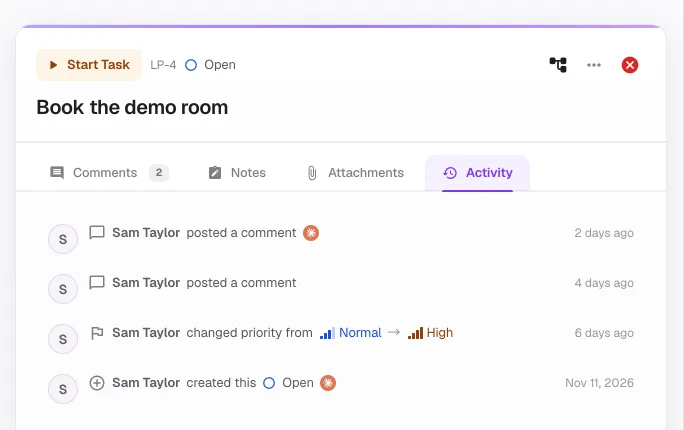 Start Task LP-4 Open
Book the demo room
Comments 2 Notes Attachments Activity
S Sam Taylor posted a comment 2 days ago
S Sam Taylor posted a comment 4 days ago
S Sam Taylor changed priority from Normal → High 6 days ago
S Sam Taylor created this Open Nov 11, 2026